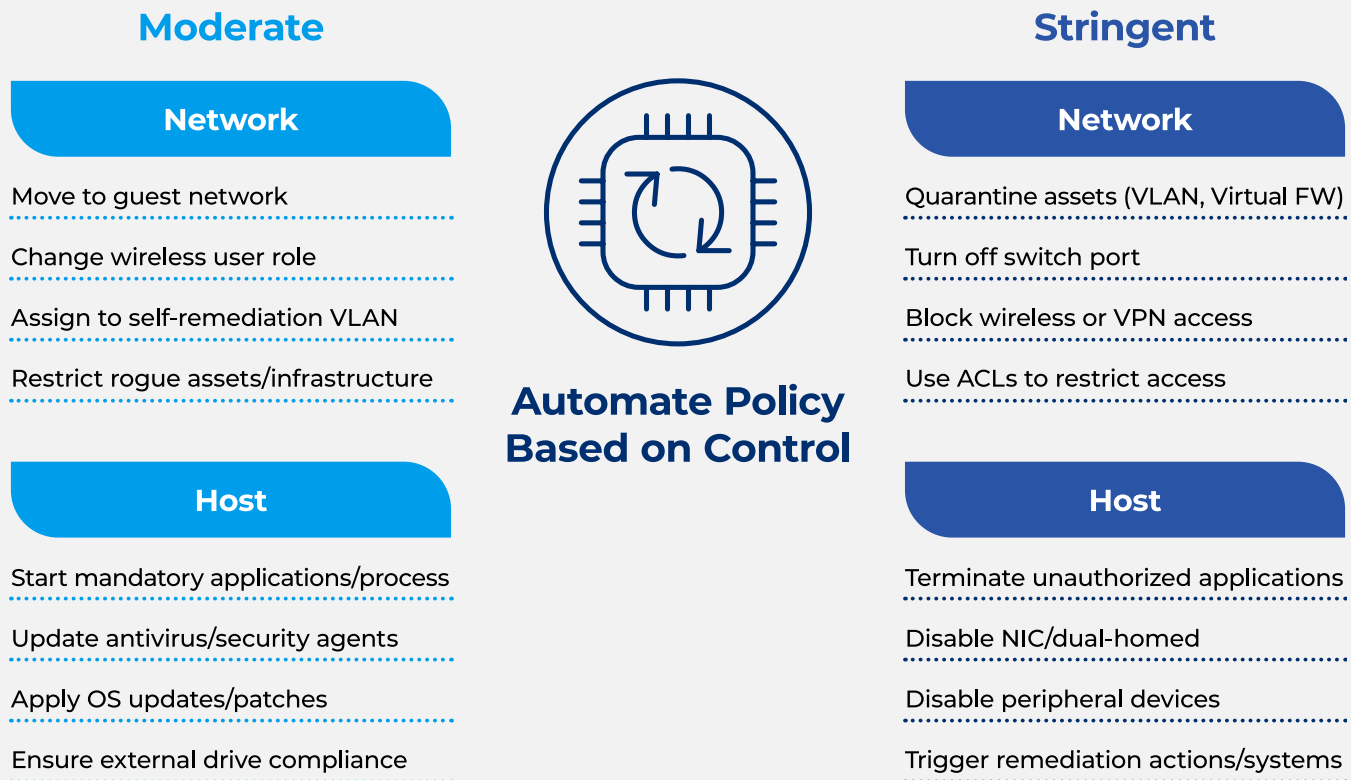 Moderate
Network
Move to guest network
Change wireless user role
Assign to self-remediation VLAN
Restrict rogue assets/infrastructure
Host
Start mandatory applications/process
Update antivirus/security agents
Apply OS updates/patches
Ensure external drive compliance
Automate Policy
Based on Control
Stringent
Network
Quarantine assets (VLAN, Virtual FW)
Turn off switch port
Block wireless or VPN access
Use ACLs to restrict access
Host
Terminate unauthorized applications
Disable NIC/dual-homed
Disable peripheral devices
Trigger remediation actions/systems